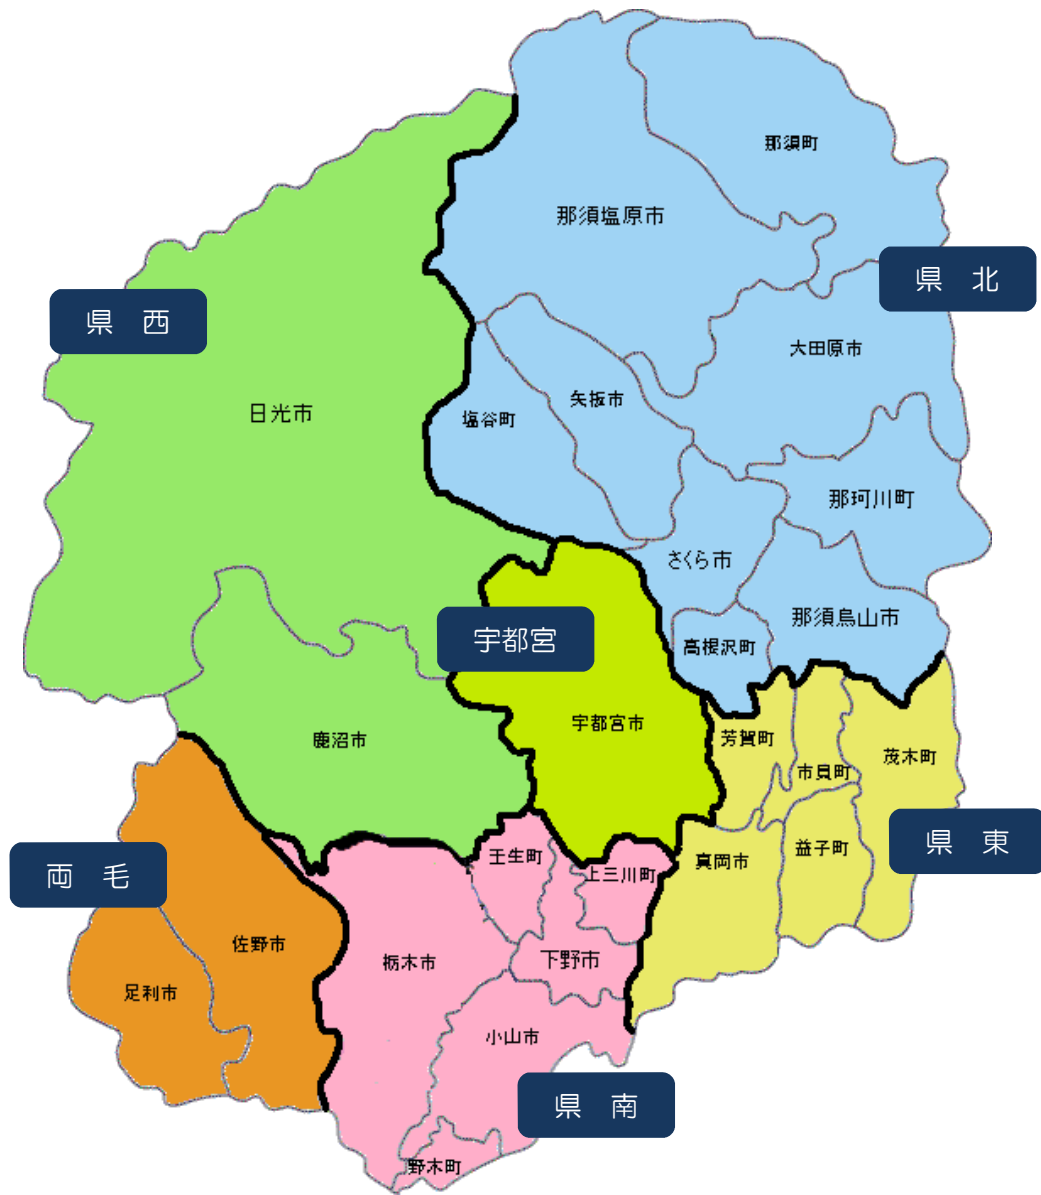 那須町
那須塩原市
県 北
県 西
大田原市
矢板市
日光市
塩谷町
那珂川町
さくら市
那須烏山市
宇都宮
高根沢町
宇都宮市
芳賀町
鹿沼市
茂木町
市貝町
県 東
益子町
壬生町
真岡市
上三川町
両 毛
佐野市
下野市
栃木市
足利市
小山市
県 南
野木町